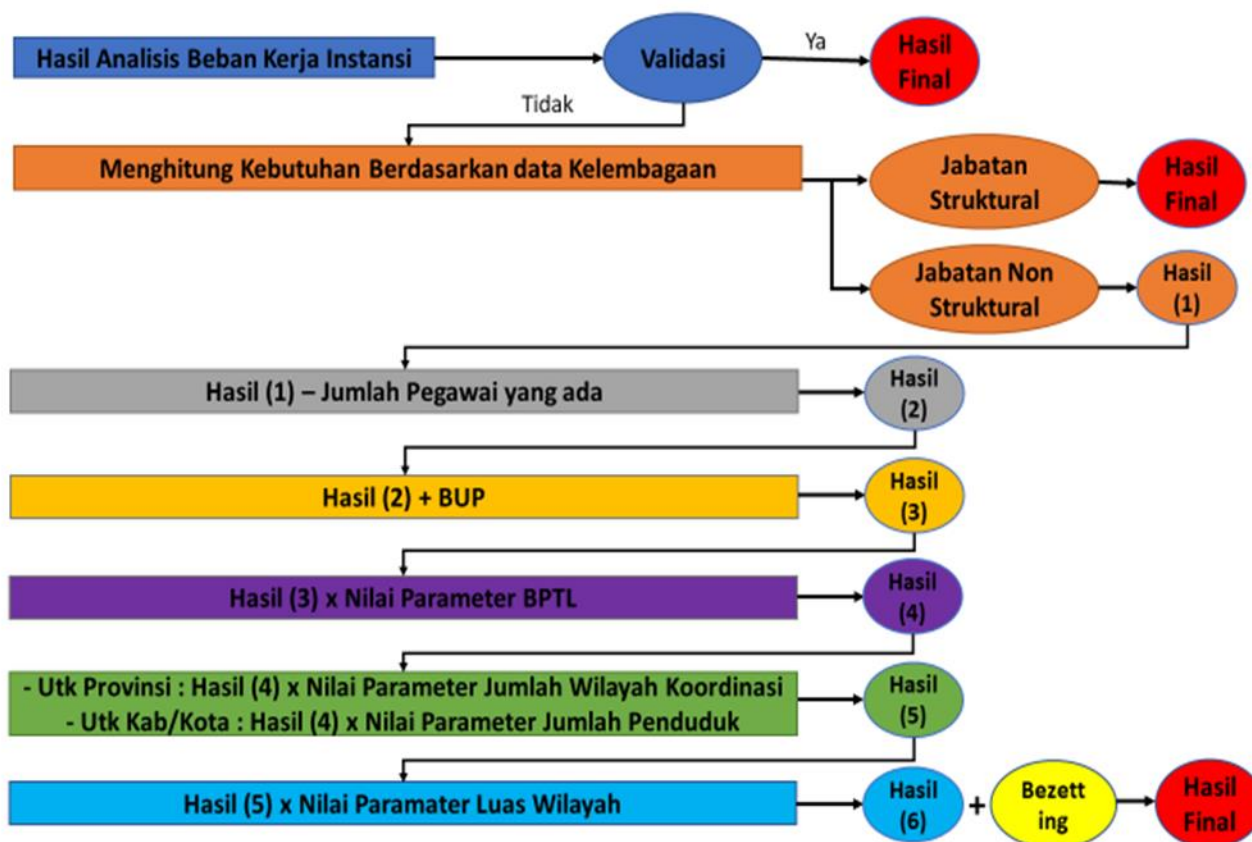 Hasil Analisis Beban Kerja Instansi
Validasi
Ya
Hasil
Final
Tidak
Menghitung Kebutuhan Berdasarkan data Kelembagaan
Jabatan
Struktural
Hasil
Final
Jabatan Non
Struktural
Hasil
(1)
Hasil (1) – Jumlah Pegawai yang ada
Hasil
(2)
Hasil (2) + BUP
Hasil
(3)
Hasil (3) x Nilai Parameter BPTL
Hasil
(4)
- Utk Provinsi : Hasil (4) x Nilai Parameter Jumlah Wilayah Koordinasi
- Utk Kab/Kota : Hasil (4) x Nilai Parameter Jumlah Penduduk
Hasil
(5)
Hasil (5) x Nilai Paramater Luas Wilayah
Hasil
(6)
+
Bezett
ing
Hasil
Final